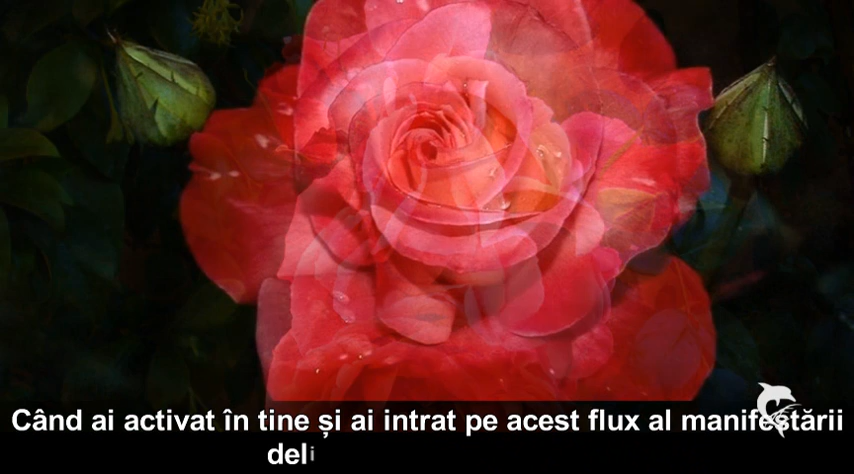 Când ai activat în tine și ai intrat pe acest flux al manifestării
deli